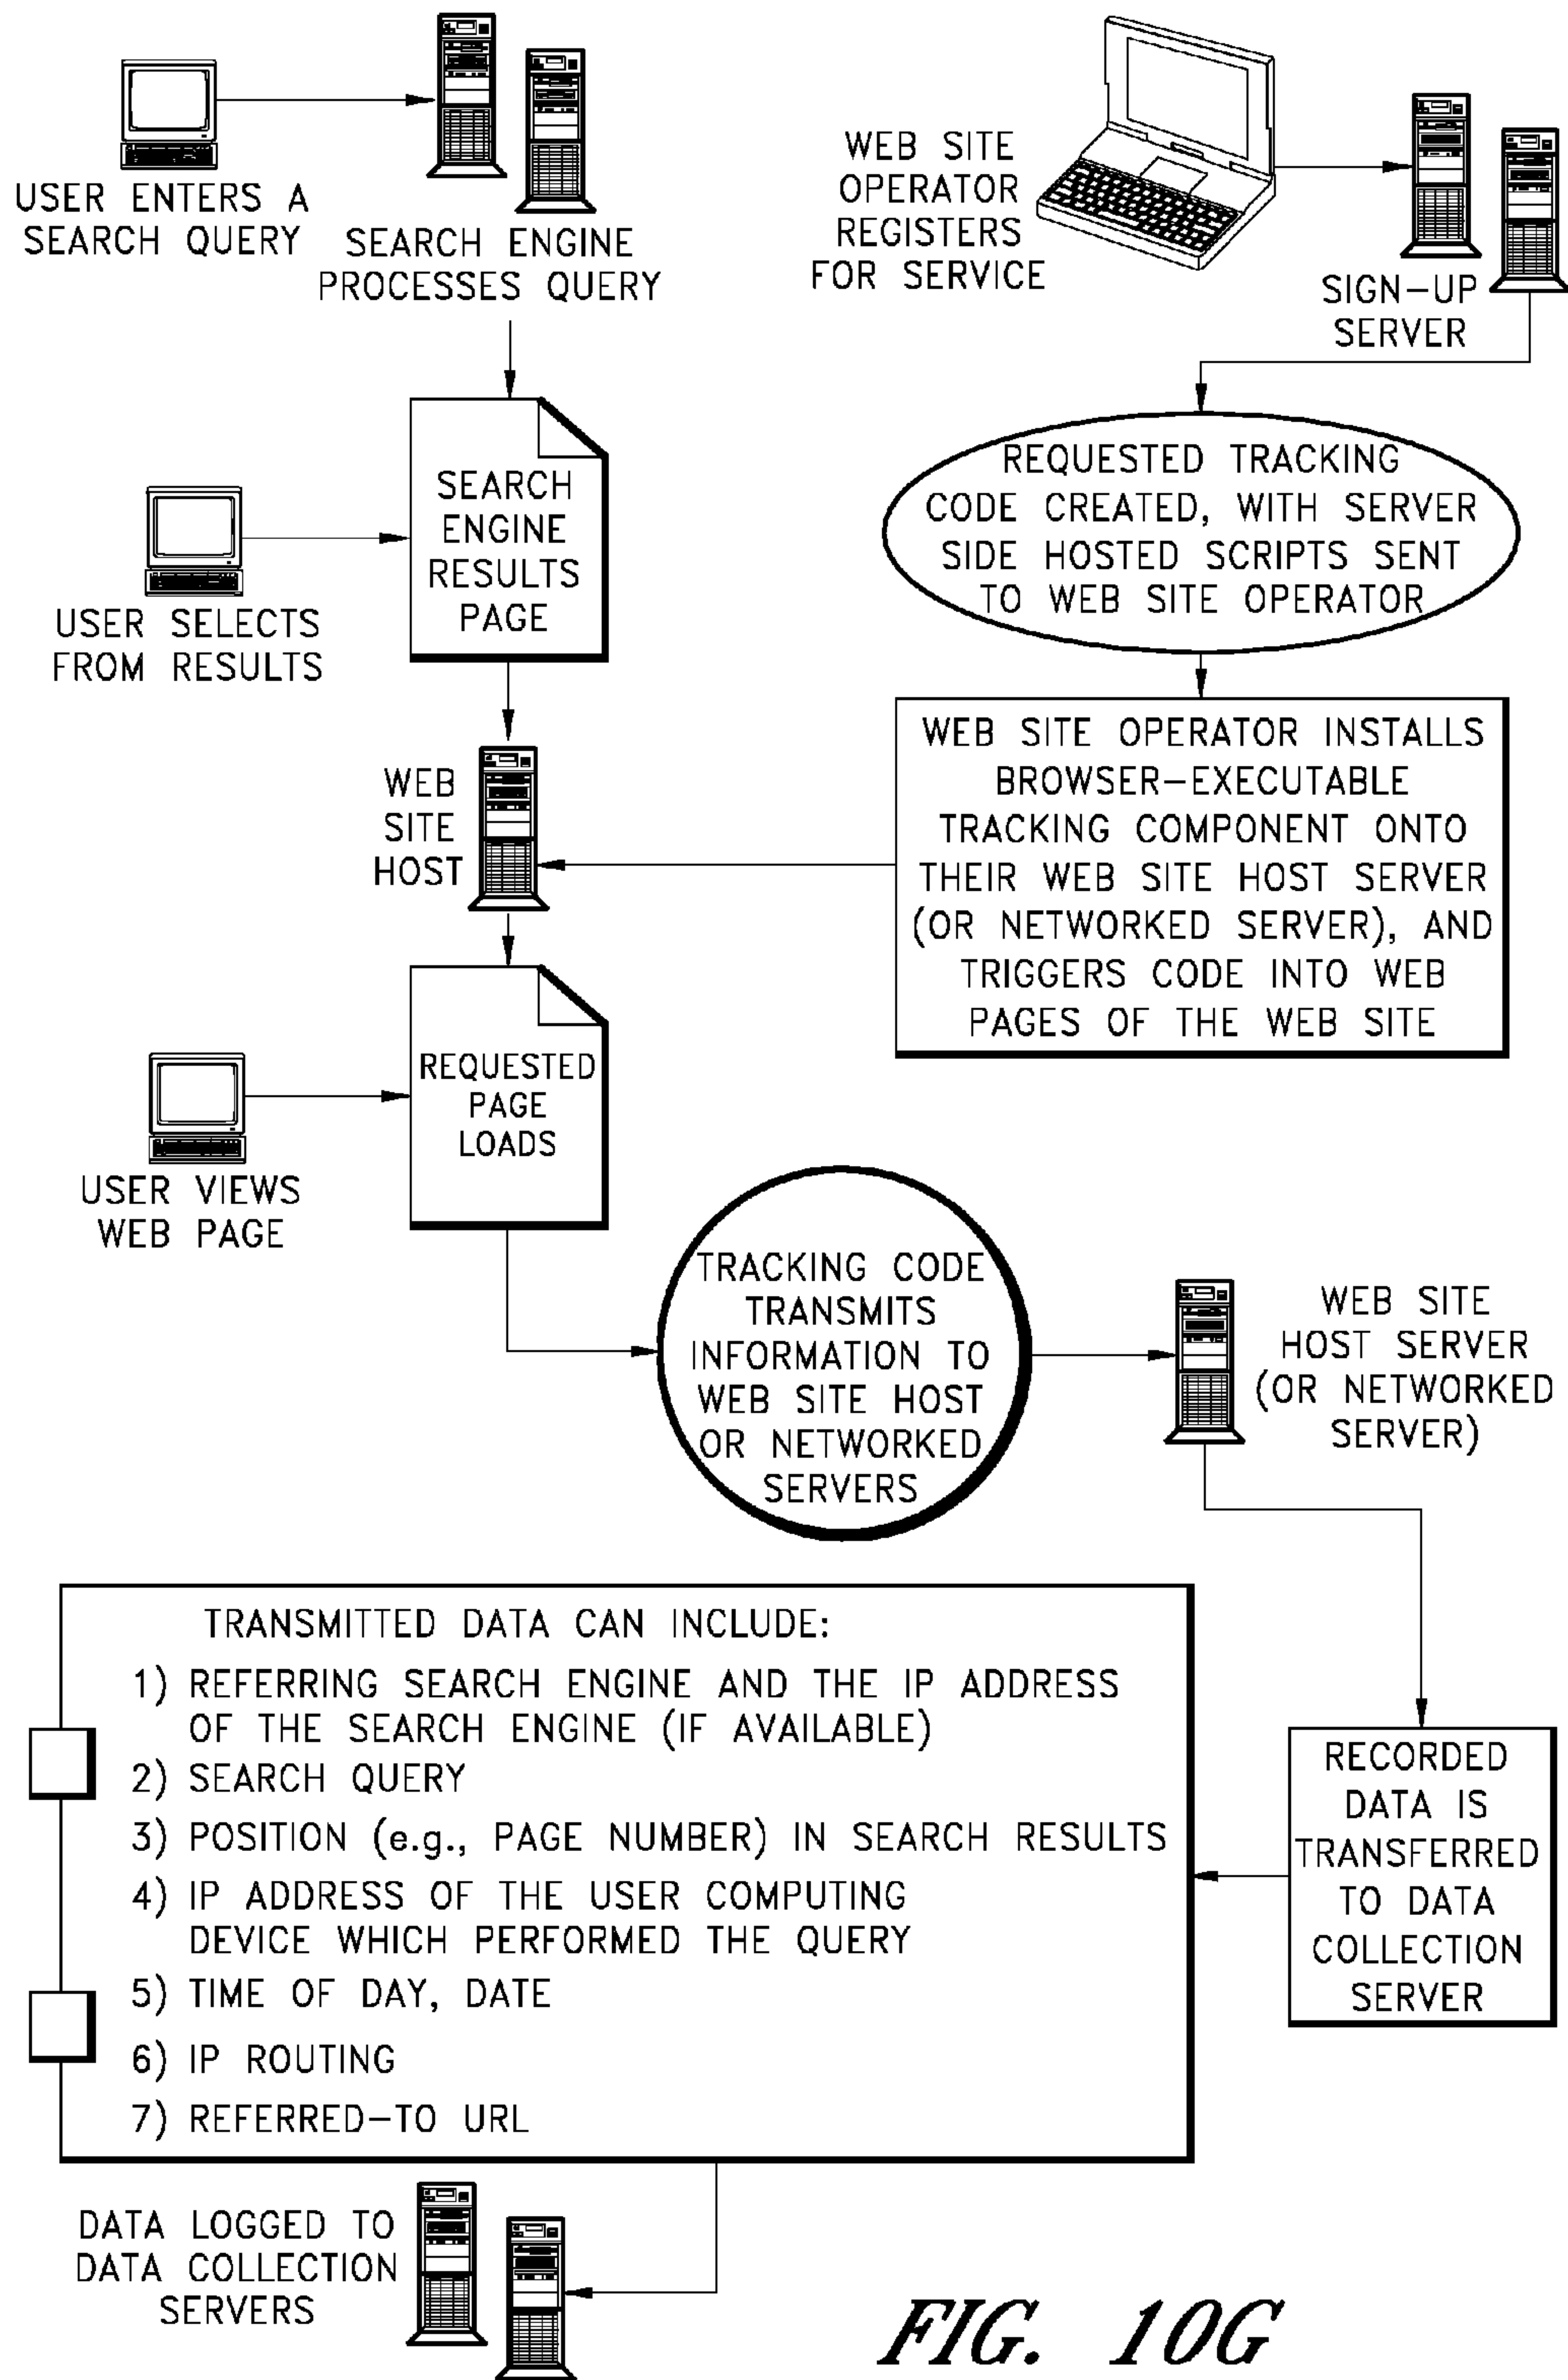 USER ENTERS A
SEARCH QUERY
SEARCH ENGINE
PROCESSES QUERY
WEB SITE
OPERATOR
REGISTERS
FOR SERVICE
SIGN-UP
SERVER
SEARCH
ENGINE
RESULTS
PAGE
USER SELECTS
FROM RESULTS
REQUESTED TRACKING
CODE CREATED, WITH SERVER
SIDE HOSTED SCRIPTS SENT
TO WEB SITE OPERATOR
WEB
SITE
HOST
WEB SITE OPERATOR INSTALLS
BROWSER-EXECUTABLE
TRACKING COMPONENT ONTO
THEIR WEB SITE HOST SERVER
(OR NETWORKED SERVER), AND
TRIGGERS CODE INTO WEB
PAGES OF THE WEB SITE
REQUESTED
PAGE
LOADS
USER VIEWS
WEB PAGE
TRACKING CODE
TRANSMITS
INFORMATION TO
WEB SITE HOST
OR NETWORKED
SERVERS
WEB SITE
HOST SERVER
(OR NETWORKED
SERVER)
TRANSMITTED DATA CAN INCLUDE:
1) REFERRING SEARCH ENGINE AND THE IP ADDRESS
OF THE SEARCH ENGINE (IF AVAILABLE)
2) SEARCH QUERY
3) POSITION (e.g., PAGE NUMBER) IN SEARCH RESULTS
4) IP ADDRESS OF THE USER COMPUTING
DEVICE WHICH PERFORMED THE QUERY
5) TIME OF DAY, DATE
6) IP ROUTING
7) REFERRED-TO URL
RECORDED
DATA IS
TRANSFERRED
TO DATA
COLLECTION
SERVER
DATA LOGGED TO
DATA COLLECTION
SERVERS
FIG. 10G